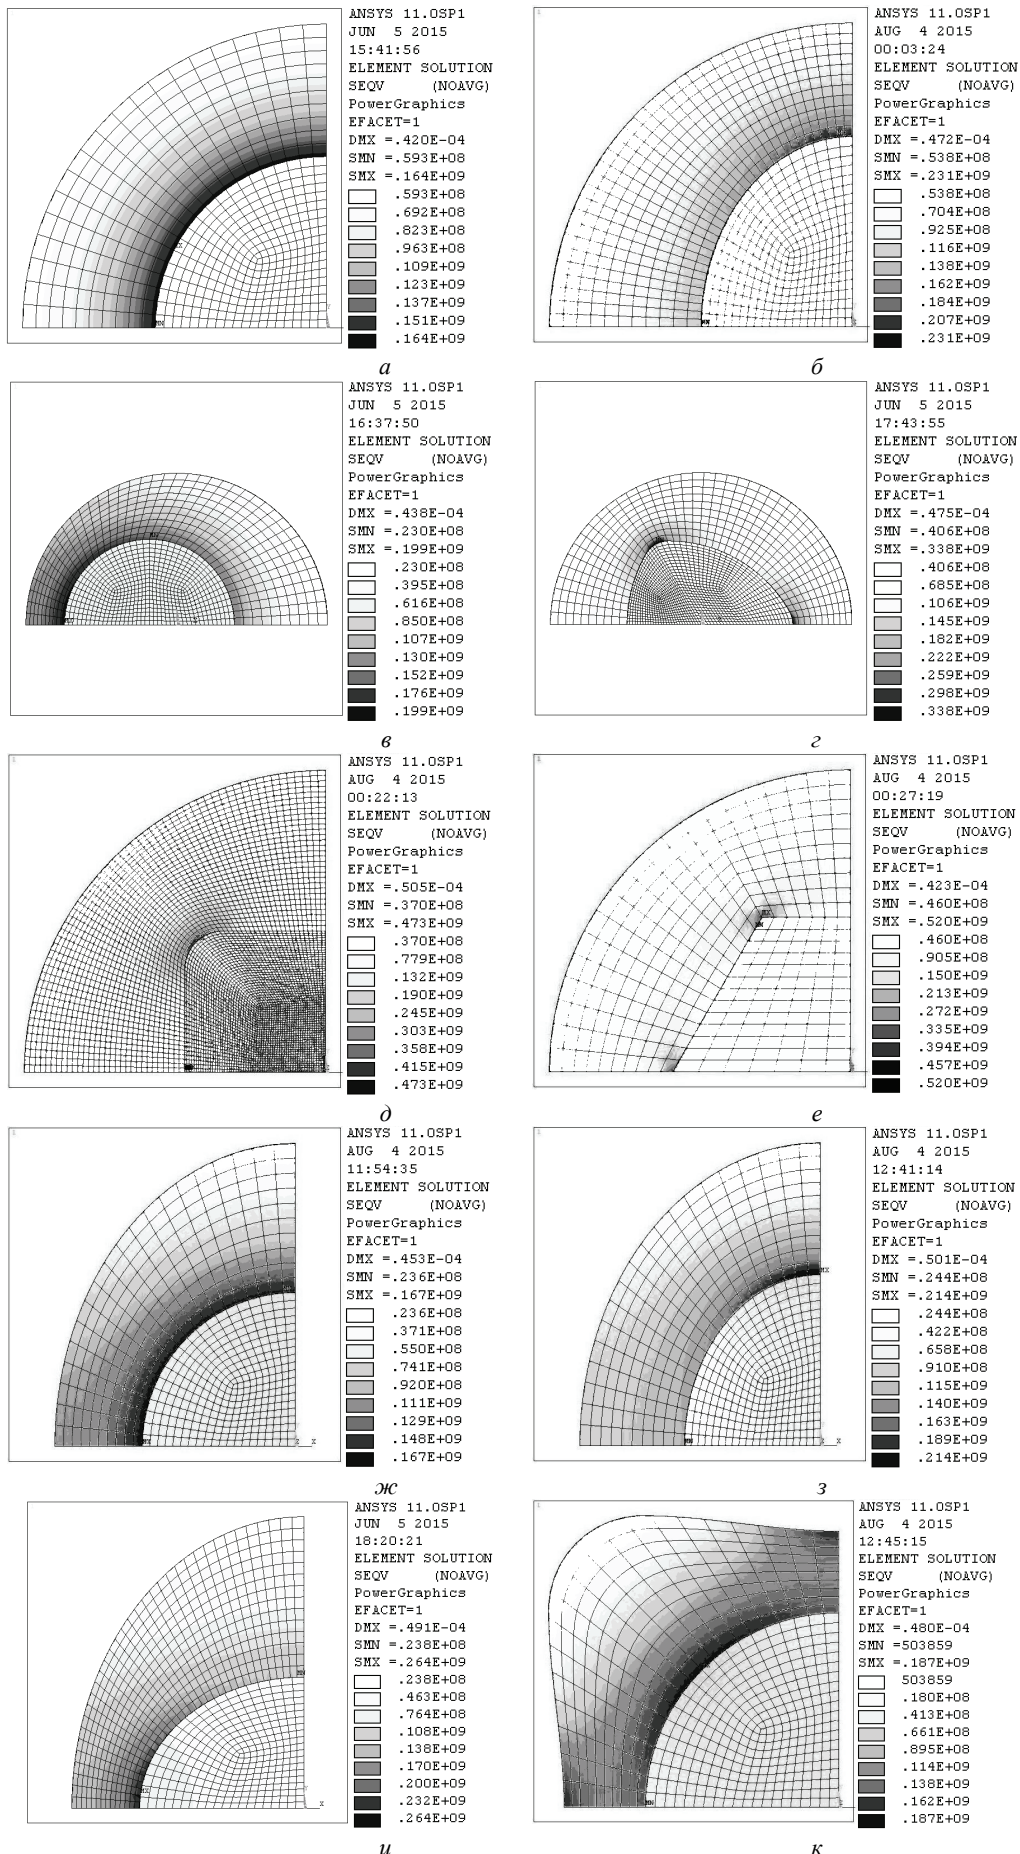 ANSYS 11.0SP1
JUN 5 2015
15:41:56
ELEMENT SOLUTION
SEQV (NOAVG)
PowerGraphics
EFACET=1
DMX =.420E-04
SMN =.593E+08
SMX =.164E+09
.593E+08
.692E+08
.823E+08
.963E+08
.109E+09
.123E+09
.137E+09
.151E+09
.164E+09
а
ANSYS 11.0SP1
AUG 4 2015
00:03:24
ELEMENT SOLUTION
SEQV (NOAVG)
PowerGraphics
EFACET=1
DMX =.472E-04
SMN =.538E+08
SMX =.231E+09
.538E+08
.704E+08
.925E+08
.116E+09
.138E+09
.162E+09
.184E+09
.207E+09
.231E+09
б
ANSYS 11.0SP1
JUN 5 2015
16:37:50
ELEMENT SOLUTION
SEQV (NOAVG)
PowerGraphics
EFACET=1
DMX =.438E-04
SMN =.230E+08
SMX =.199E+09
.230E+08
.395E+08
.616E+08
.850E+08
.107E+09
.130E+09
.152E+09
.176E+09
.199E+09
в
ANSYS 11.0SP1
JUN 5 2015
17:43:55
ELEMENT SOLUTION
SEQV (NOAVG)
PowerGraphics
EFACET=1
DMX =.475E-04
SMN =.406E+08
SMX =.338E+09
.406E+08
.685E+08
.106E+09
.145E+09
.182E+09
.222E+09
.259E+09
.298E+09
.338E+09
г
ANSYS 11.0SP1
AUG 4 2015
00:22:13
ELEMENT SOLUTION
SEQV (NOAVG)
PowerGraphics
EFACET=1
DMX =.505E-04
SMN =.370E+08
SMX =.473E+09
.370E+08
.779E+08
.132E+09
.190E+09
.245E+09
.303E+09
.358E+09
.415E+09
.473E+09
д
ANSYS 11.0SP1
AUG 4 2015
00:27:19
ELEMENT SOLUTION
SEQV (NOAVG)
PowerGraphics
EFACET=1
DMX =.423E-04
SMN =.460E+08
SMX =.520E+09
.460E+08
.905E+08
.150E+09
.213E+09
.272E+09
.335E+09
.394E+09
.457E+09
.520E+09
е
ANSYS 11.0SP1
AUG 4 2015
11:54:35
ELEMENT SOLUTION
SEQV (NOAVG)
PowerGraphics
EFACET=1
DMX =.453E-04
SMN =.236E+08
SMX =.167E+09
.236E+08
.371E+08
.550E+08
.741E+08
.920E+08
.111E+09
.129E+09
.148E+09
.167E+09
ж
ANSYS 11.0SP1
AUG 4 2015
12:41:14
ELEMENT SOLUTION
SEQV (NOAVG)
PowerGraphics
EFACET=1
DMX =.501E-04
SMN =.244E+08
SMX =.214E+09
.244E+08
.422E+08
.658E+08
.910E+08
.115E+09
.140E+09
.163E+09
.189E+09
.214E+09
з
ANSYS 11.0SP1
JUN 5 2015
18:20:21
ELEMENT SOLUTION
SEQV (NOAVG)
PowerGraphics
EFACET=1
DMX =.491E-04
SMN =.238E+08
SMX =.264E+09
.238E+08
.463E+08
.764E+08
.108E+09
.138E+09
.170E+09
.200E+09
.232E+09
.264E+09
и
ANSYS 11.0SP1
AUG 4 2015
12:45:15
ELEMENT SOLUTION
SEQV (NOAVG)
PowerGraphics
EFACET=1
DMX =.480E-04
SMN =503859
SMX =.187E+09
503859
.180E+08
.413E+08
.661E+08
.895E+08
.114E+09
.138E+09
.162E+09
.187E+09
к